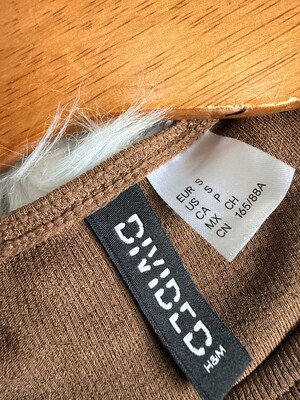 EUR S
US S
CA P
MX CH
CN 165/88A
DIVIDED
H&M